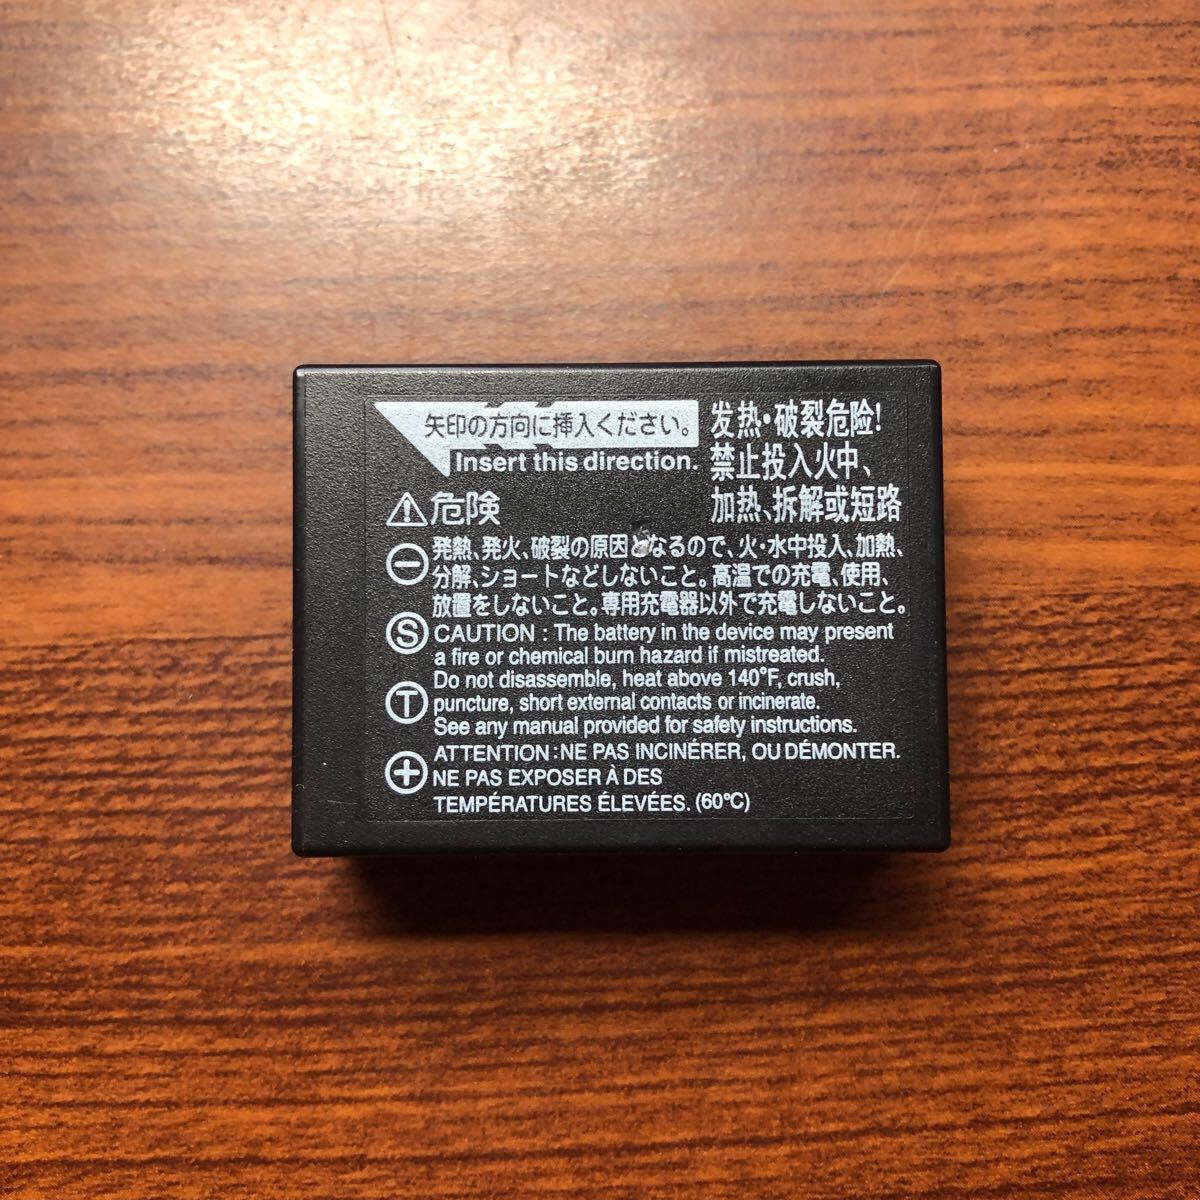 矢印の方向に挿入ください。
Insert this direction.
发热·破裂危险!
禁止投入火中、
加热、拆解或短路
⚠危険
発熱、発火、破裂の原因となるので、火・水中投入、加熱、
分解、ショートなどしないこと。高温での充電、使用、
放置をしないこと。専用充電器以外で充電しないこと。
CAUTION : The battery in the device may present
a fire or chemical burn hazard if mistreated.
Do not disassemble, heat above 140°F, crush,
puncture, short external contacts or incinerate.
See any manual provided for safety instructions.
ATTENTION : NE PAS INCINÉRER, OU DÉMONTER.
NE PAS EXPOSER À DES
TEMPÉRATURES ÉLEVÉES. (60℃)
⊖
Ⓢ
Ⓣ
⊕